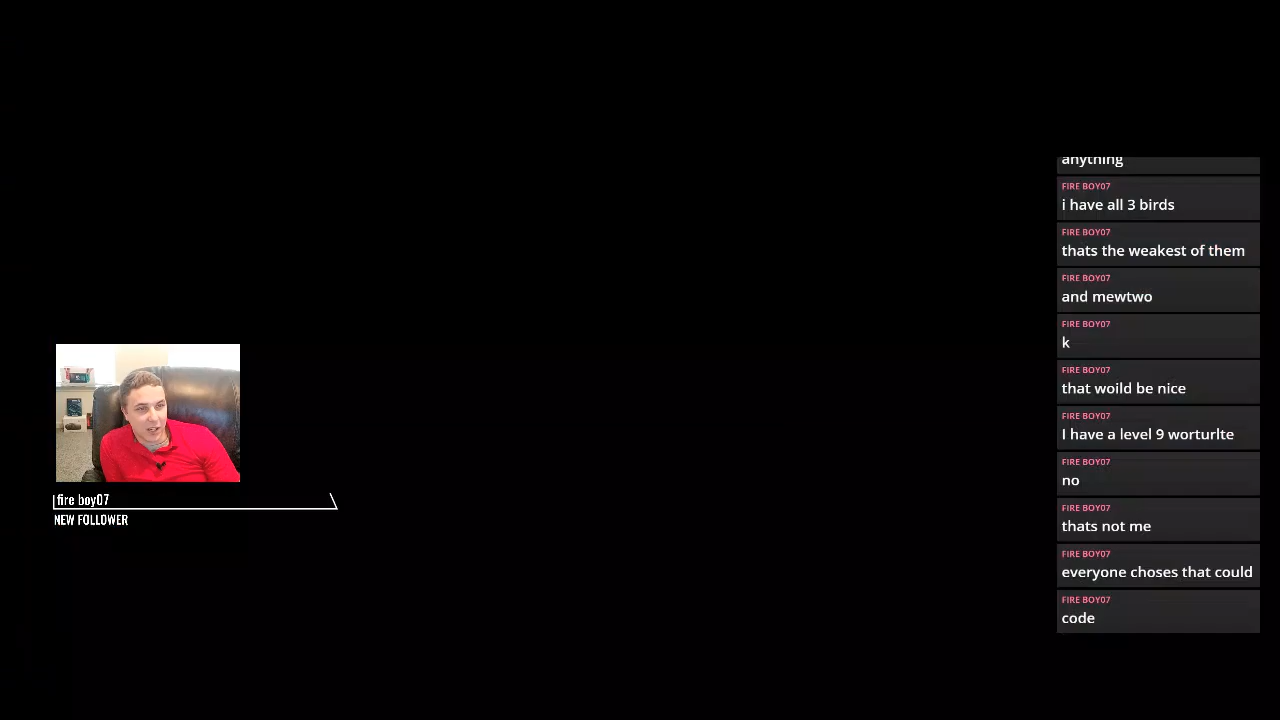 anything
FIRE BOY07
i have all 3 birds
FIRE BOY07
thats the weakest of them
FIRE BOY07
and mewtwo
FIRE BOY07
k
FIRE BOY07
that woild be nice
FIRE BOY07
I have a level 9 worturlte
FIRE BOY07
no
FIRE BOY07
thats not me
FIRE BOY07
everyone choses that could
FIRE BOY07
code
fire boy07
NEW FOLLOWER